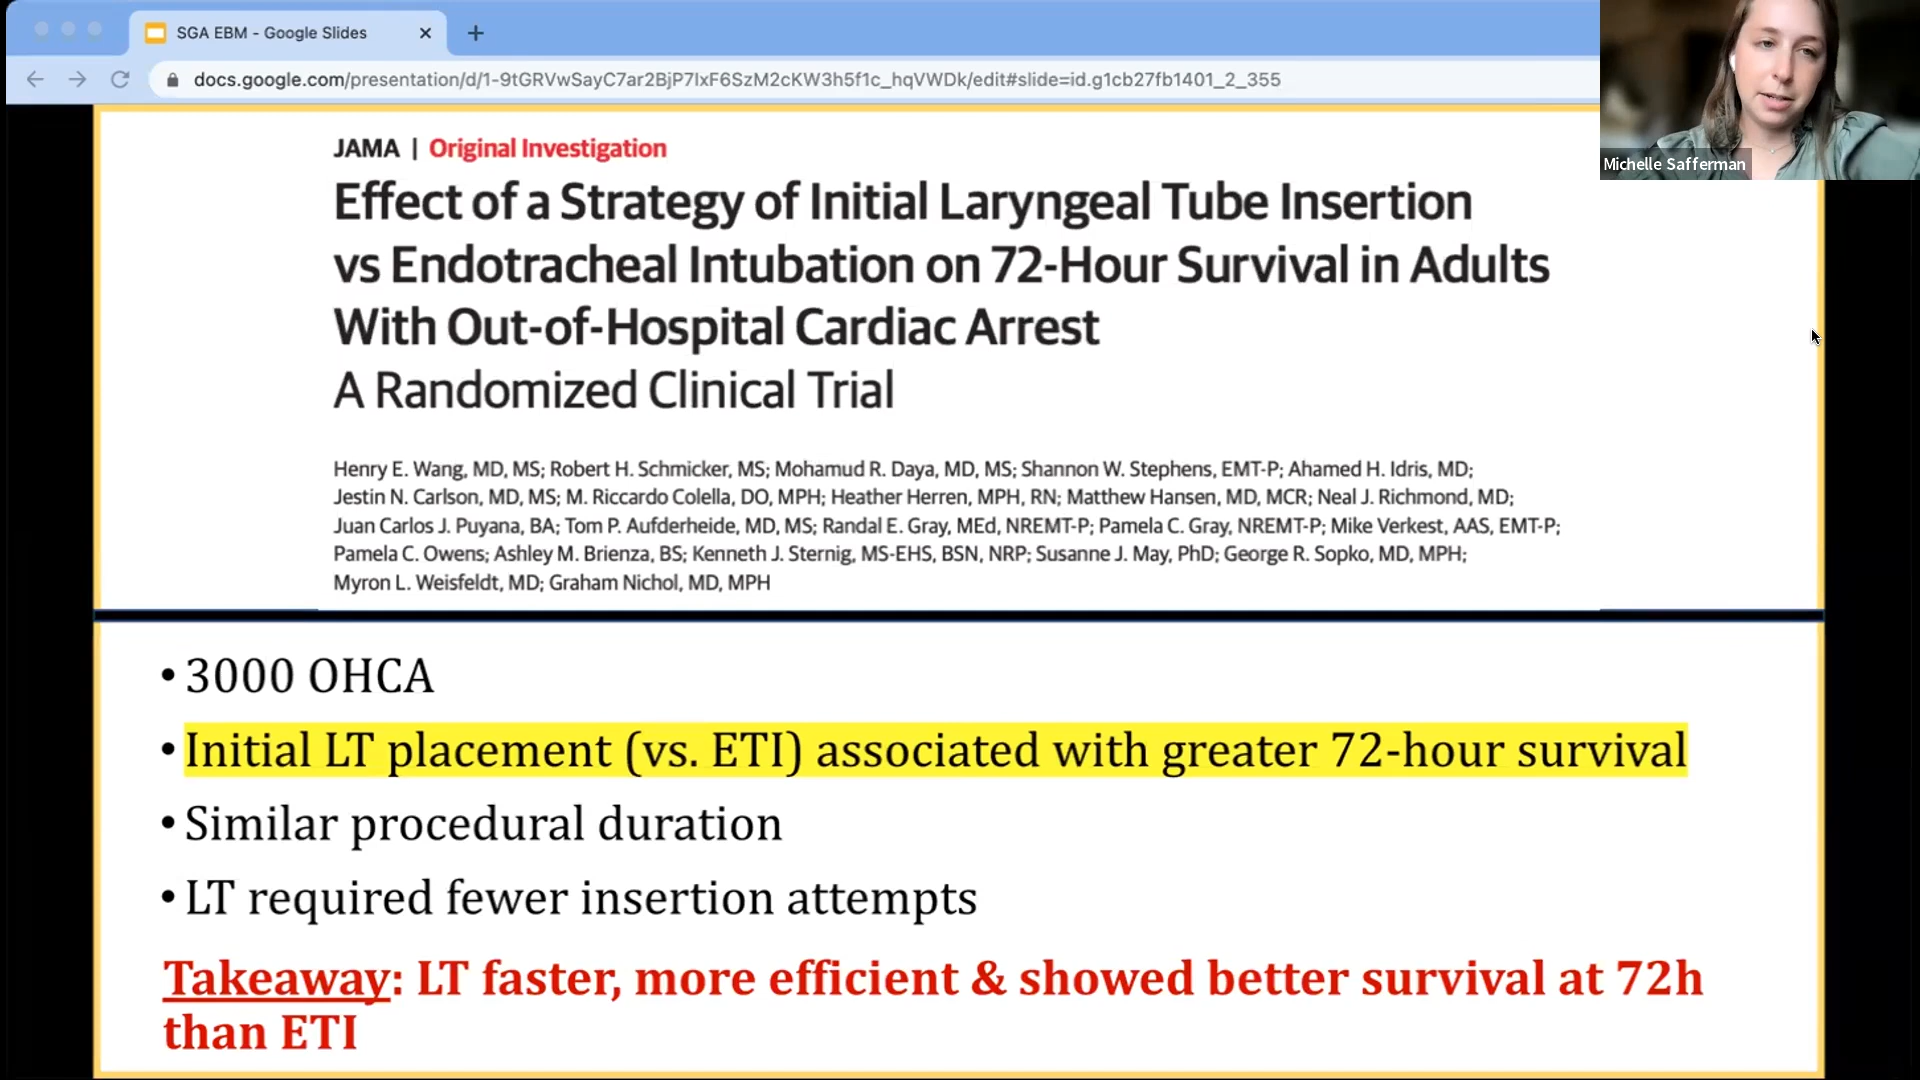 SGA EBM - Google Slides
docs.google.com/presentation/d/1-9tGRVwSayC7ar2BjP7IxF6SzM2cKW3h5f1c_hqVWDk/edit#slide=id.g1cb27fb1401_2_355
Michelle Safferman
JAMA | Original Investigation
Effect of a Strategy of Initial Laryngeal Tube Insertion
vs Endotracheal Intubation on 72-Hour Survival in Adults
With Out-of-Hospital Cardiac Arrest
A Randomized Clinical Trial
Henry E. Wang, MD, MS; Robert H. Schmicker, MS; Mohamud R. Daya, MD, MS; Shannon W. Stephens, EMT-P; Ahamed H. Idris, MD;
Jestin N. Carlson, MD, MS; M. Riccardo Colella, DO, MPH; Heather Herren, MPH, RN; Matthew Hansen, MD, MCR; Neal J. Richmond, MD;
Juan Carlos J. Puyana, BA; Tom P. Aufderheide, MD, MS; Randal E. Gray, MEd, NREMT-P; Pamela C. Gray, NREMT-P; Mike Verkest, AAS, EMT-P;
Pamela C. Owens; Ashley M. Brienza, BS; Kenneth J. Sternig, MS-EHS, BSN, NRP; Susanne J. May, PhD; George R. Sopko, MD, MPH;
Myron L. Weisfeldt, MD; Graham Nichol, MD, MPH
• 3000 OHCA
• Initial LT placement (vs. ETI) associated with greater 72-hour survival
• Similar procedural duration
• LT required fewer insertion attempts
Takeaway: LT faster, more efficient & showed better survival at 72h
than ETI